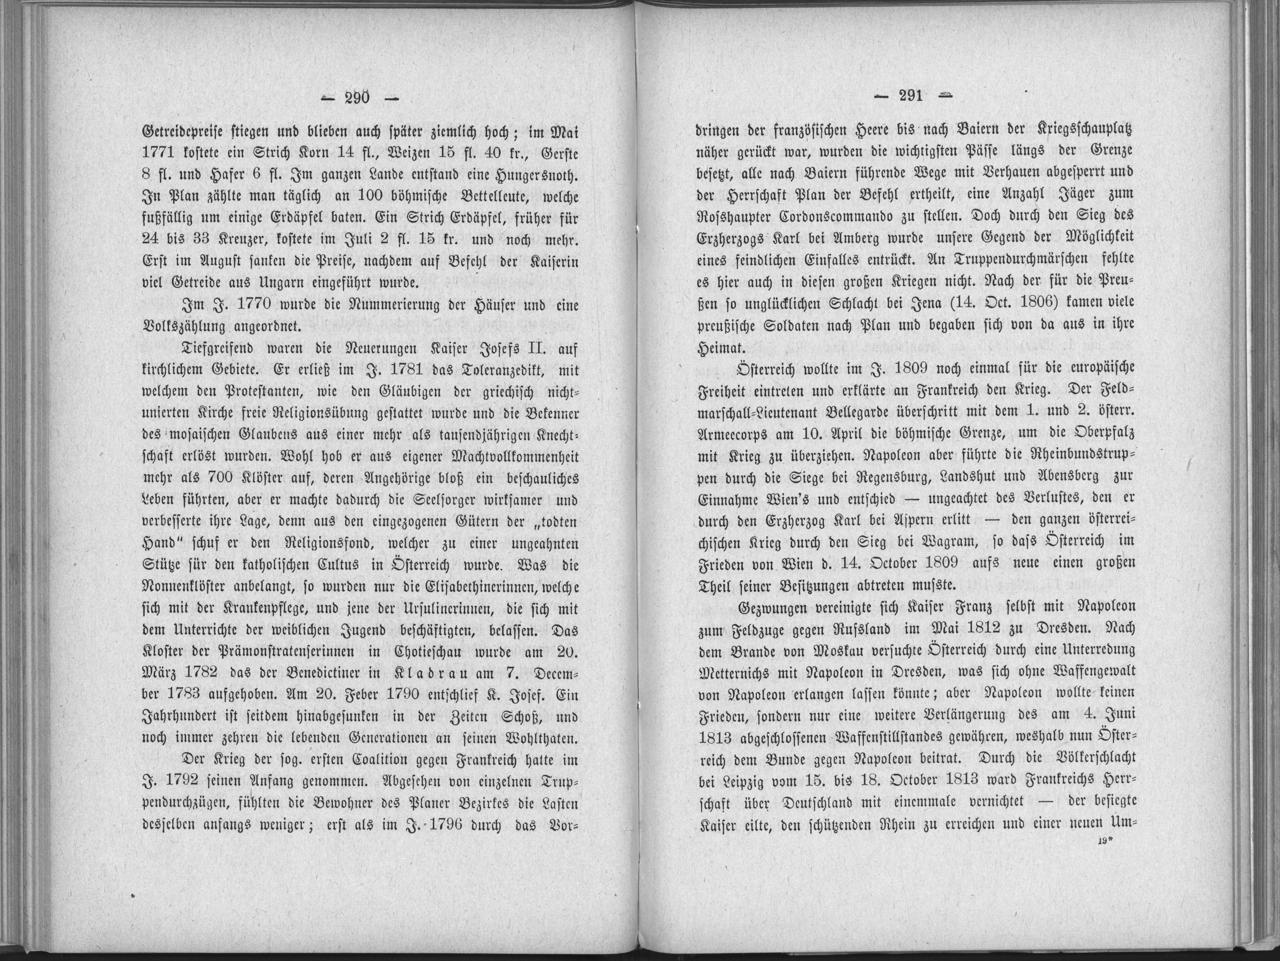 — 290 —
Getreidepreise stiegen und blieben auch später ziemlich hoch; im Mai
1771 kostete ein Strich Korn 14 fl., Weizen 15 fl. 40 kr., Gerste
8 fl. und Hafer 6 fl. Im ganzen Lande entstand eine Hungersnoth.
In Plan zählte man täglich an 100 böhmische Bettelleute, welche
fußfällig um einige Erdäpfel baten. Ein Strich Erdäpfel, früher für
24 bis 33 Kreuzer, kostete im Juli 2 fl. 15 kr. und noch mehr.
Erst im August sanken die Preise, nachdem auf Befehl der Kaiserin
viel Getreide aus Ungarn eingeführt wurde.
Im J. 1770 wurde die Nummerierung der Häuser und eine
Volkszählung angeordnet.
Tiefgreifend waren die Neuerungen Kaiser Josefs II. auf
kirchlichem Gebiete. Er erließ im J. 1781 das Toleranzedikt, mit
welchem den Protestanten, wie den Gläubigen der griechisch nicht-
unierten Kirche freie Religionsübung gestattet wurde und die Bekenner
des mosaischen Glaubens aus einer mehr als tausendjährigen Knecht-
schaft erlöst wurden. Wohl hob er aus eigener Machtvollkommenheit
mehr als 700 Klöster auf, deren Angehörige bloß ein beschauliches
Leben führten, aber er machte dadurch die Seelsorger wirksamer und
verbesserte ihre Lage, denn aus den eingezogenen Gütern der „todten
Hand" schuf er den Religionsfond, welcher zu einer ungeahnten
Stütze für den katholischen Cultus in Österreich wurde. Was die
Nonnenklöster anbelangt, so wurden nur die Elisabethinerinnen, welche
sich mit der Krankenpflege, und jene der Ursulinerinnen, die sich mit
dem Unterrichte der weiblichen Jugend beschäftigten, belassen. Das
Kloster der Prämonstratenserinnen in Chotieschau wurde am 20.
März 1782 das der Benedictiner in Kladrau am 7. Decem-
ber 1783 aufgehoben. Am 20. Feber 1790 entschlief K. Josef. Ein
Jahrhundert ist seitdem hinabgesunken in der Zeiten Schoß, und
noch immer zehren die lebenden Generationen an seinen Wohlthaten.
Der Krieg der sog. ersten Coalition gegen Frankreich hatte im
J. 1792 seinen Anfang genommen. Abgesehen von einzelnen Trup-
pendurchzügen, fühlten die Bewohner des Planer Bezirkes die Lasten
desselben anfangs weniger; erst als im J. 1796 durch das Vor-
— 291 —
dringen der französischen Heere bis nach Baiern der Kriegsschauplatz
näher gerückt war, wurden die wichtigsten Pässe längs der Grenze
besetzt, alle nach Baiern führende Wege mit Verhauen abgesperrt und
der Herrschaft Plan der Befehl ertheilt, eine Anzahl Jäger zum
Rosshaupter Cordonscommando zu stellen. Doch durch den Sieg des
Erzherzogs Karl bei Amberg wurde unsere Gegend der Möglichkeit
eines feindlichen Einfalles entrückt. An Truppendurchmärschen fehlte
es hier auch in diesen großen Kriegen nicht. Nach der für die Preu-
ßen so unglücklichen Schlacht bei Jena (14. Oct. 1806) kamen viele
preußische Soldaten nach Plan und begaben sich von da aus in ihre
Heimat.
Österreich wollte im J. 1809 noch einmal für die europäische
Freiheit eintreten und erklärte an Frankreich den Krieg. Der Feld-
marschall-Lieutenant Bellegarde überschritt mit dem 1. und 2. österr.
Armeecorps am 10. April die böhmische Grenze, um die Oberpfalz
mit Krieg zu überziehen. Napoleon aber führte die Rheinbundstrup-
pen durch die Siege bei Regensburg, Landshut und Abensberg zur
Einnahme Wien's und entschied — ungeachtet des Verlustes, den er
durch den Erzherzog Karl bei Aspern erlitt — den ganzen österrei-
chischen Krieg durch den Sieg bei Wagram, so dass Österreich im
Frieden von Wien d. 14. October 1809 aufs neue einen großen
Theil seiner Besitzungen abtreten musste.
Gezwungen vereinigte sich Kaiser Franz selbst mit Napoleon
zum Feldzuge gegen Russland im Mai 1812 zu Dresden. Nach
dem Brande von Moskau versuchte Österreich durch eine Unterredung
Metternichs mit Napoleon in Dresden, was sich ohne Waffengewalt
von Napoleon erlangen lassen könnte; aber Napoleon wollte keinen
Frieden, sondern nur eine weitere Verlängerung des am 4. Juni
1813 abgeschlossenen Waffenstillstandes gewähren, weshalb nun Öster-
reich dem Bunde gegen Napoleon beitrat. Durch die Völkerschlacht
bei Leipzig vom 15. bis 18. October 1813 ward Frankreichs Herr-
schaft über Deutschland mit einemmale vernichtet — der besiegte
Kaiser eilte, den schützenden Rhein zu erreichen und einer neuen Um-
19*